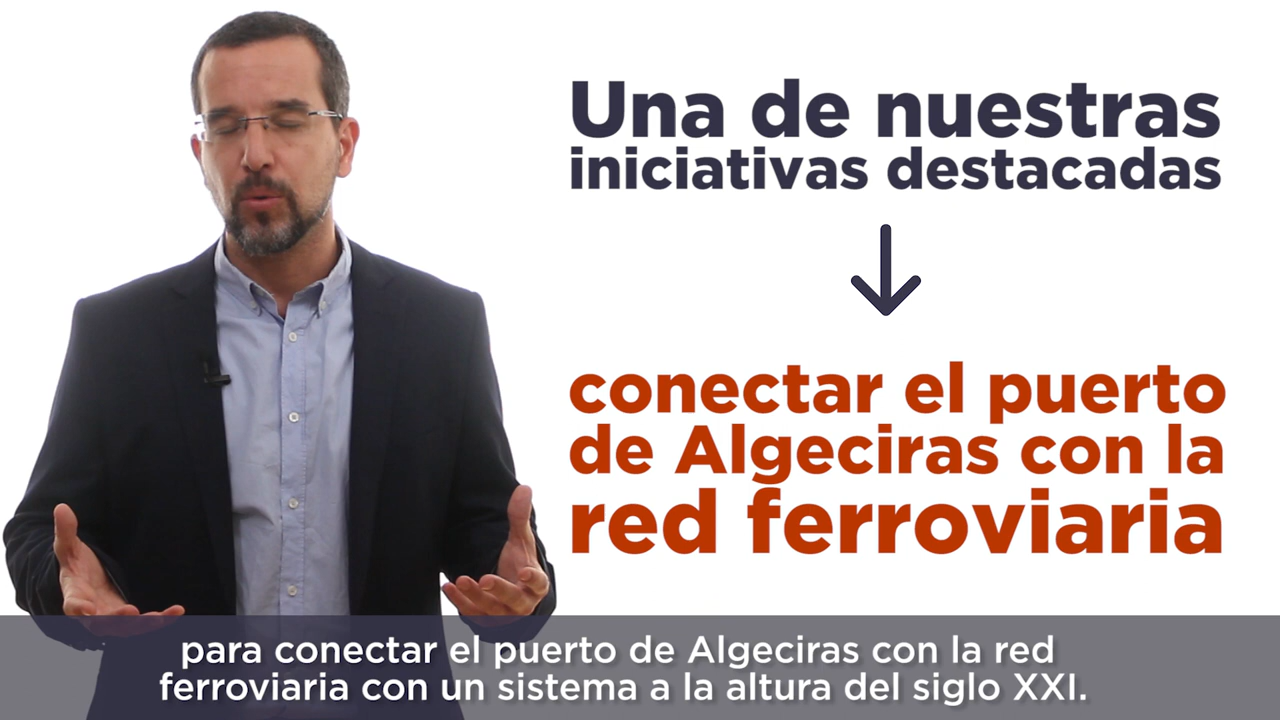 Una de nuestras
iniciativas destacadas
conectar el puerto
de Algeciras con la
red ferroviaria
para conectar el puerto de Algeciras con la red
ferroviaria con un sistema a la altura del siglo XXI.